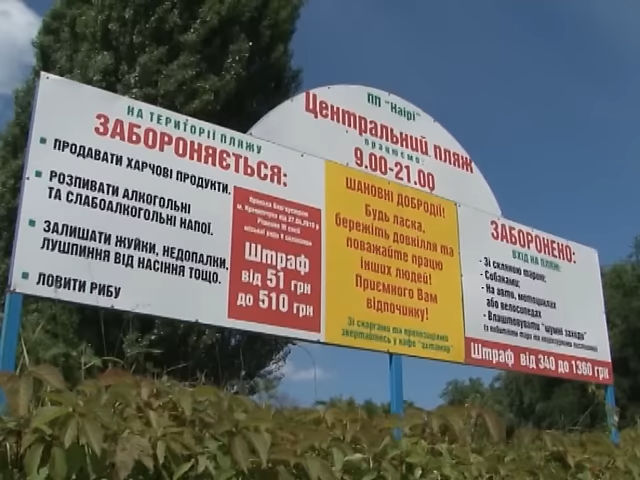 ПП "Наірі"
Центральний пляж
працюємо:
9.00-21.00
НА ТЕРИТОРІЇ ПЛЯЖУ
ЗАБОРОНЯЄТЬСЯ:
ПРОДАВАТИ ХАРЧОВІ ПРОДУКТИ.
РОЗПИВАТИ АЛКОГОЛЬНІ
ТА СЛАБОАЛКОГОЛЬНІ НАПОЇ.
ЗАЛИШАТИ ЖУЙКИ, НЕДОПАЛКИ,
ЛУШПИННЯ ВІД НАСІННЯ ТОЩО.
ЛОВИТИ РИБУ
Штраф
від 51 грн
до 510 грн
ШАНОВНІ ДОБРОДІЇ!
Будь ласка,
бережіть довкілля та
поважайте працю
інших людей!
Приємного Вам
відпочинку!
Зі скаргами та пропозиціями
звертайтесь у кафе
ЗАБОРОНЕНО:
ВХІД НА ПЛЯЖ:
- Зі скляною тарою;
- Собаками;
- На авто, мотоциклах
або велосипедах
- Влаштовувати "шумні заходи"
Штраф від 340 до 1360 грн